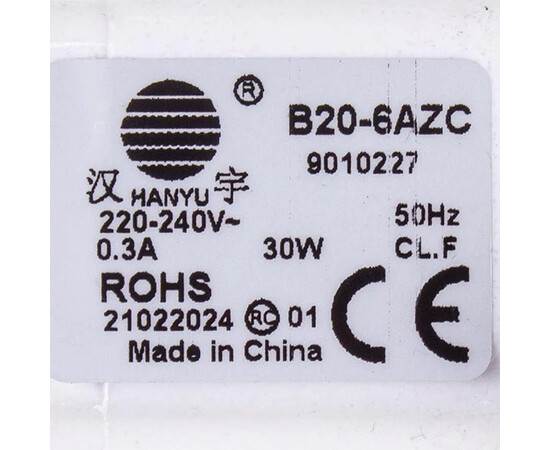 ®
B20-6AZC
9010227
汉 HANYU 宇
220-240V~ 50Hz
0.3A 30W CL.F
ROHS
21022024 RC 01
Made in China
CE